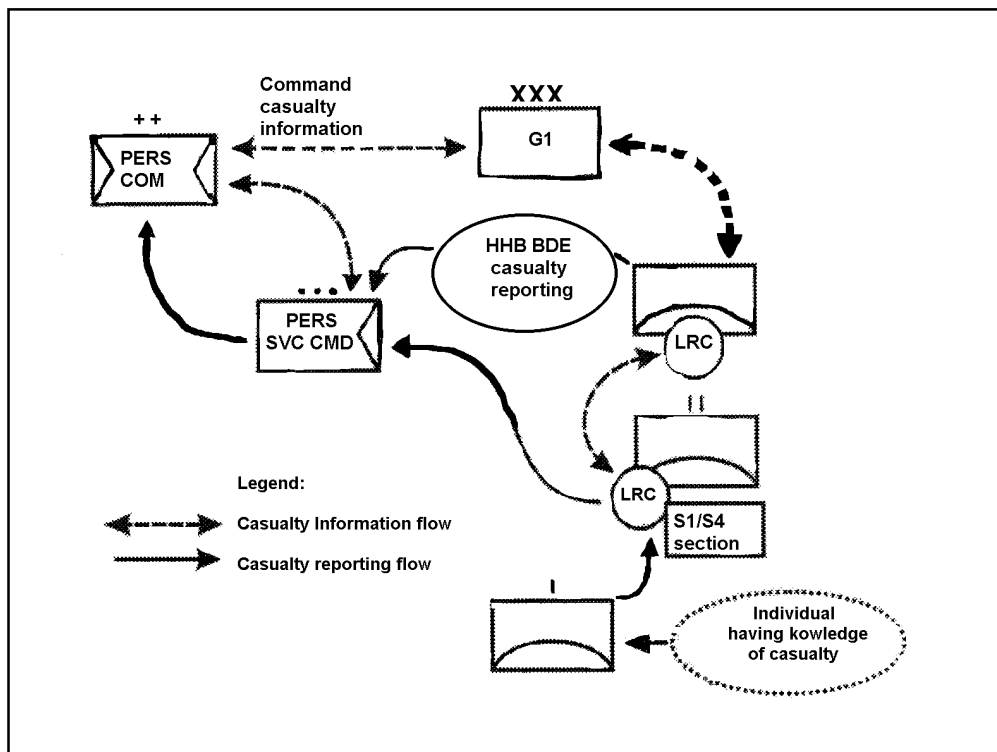 Command
casualty
information
XXX
G1
++
PERS
COM
HHB BDE
casualty
reporting
...
PERS
SVC CMD
LRC
II
LRC
S1/S4
section
Legend:
Casualty Information flow
Casualty reporting flow
I
Individual
having kowledge
of casualty